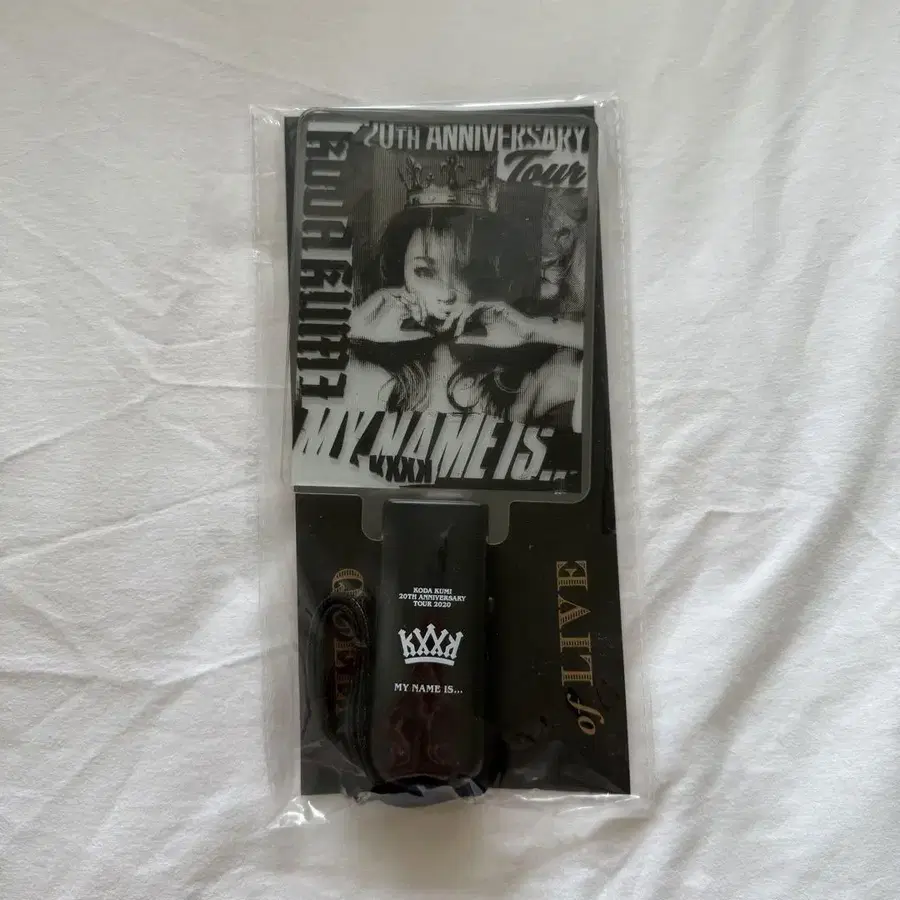 20TH ANNIVERSARY
Tour
KODA KUMI
MY NAME IS...
KXXK
KODA KUMI
20TH ANNIVERSARY
TOUR 2020
KXXK
MY NAME IS...
of LIVE